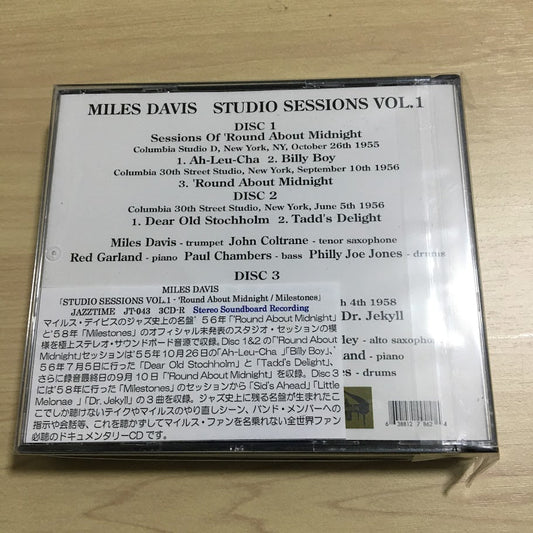 MILES DAVIS STUDIO SESSIONS VOL.1
DISC 1
Sessions Of 'Round About Midnight
Columbia Studio D, New York, NY, October 26th 1955
1. Ah-Leu-Cha 2. Billy Boy
Columbia 30th Street Studio, New York, September 10th 1956
3. 'Round About Midnight
DISC 2
Columbia 30th Street Studio, New York, June 5th 1956
1. Dear Old Stochholm 2. Tadd's Delight
Miles Davis - trumpet John Coltrane - tenor saxophone
Red Garland - piano Paul Chambers - bass Philly Joe Jones - drums
DISC 3
MILES DAVIS
「STUDIO SESSIONS VOL.1 - 'Round About Midnight / Milestones」
JAZZTIME JT-043 3CD-R Stereo Soundboard Recording
マイルス・デイビスのジャズ史上の名盤'５６年「'Round About Midnight」
と'５８年「Milestones」のオフィシャル未発表のスタジオ・セッションの模
様を極上ステレオ・サウンドボード音源で収録。Disc 1&2 の「'Round About
Midnight」セッションは'５５年１０月２６日の「Ah-Leu-Cha」「Billy Boy」、'
５６年７月５日に行った「Dear Old Stochholm」と「Tadd's Delight」、
さらに録音最終日の９月１０日「'Round About Midnight」を収録。Disc 3
には'５８年に行った「Milestones」のセッションから「Sid's Ahead」「Little
Melonae」「Dr. Jekyll」の３曲を収録。ジャズ史上に残る名盤が生まれたこ
こでしか聴けないテイクやマイルスのやり直しシーン、バンド・メンバーへの
指示や会話等、これを聴かずしてマイルス・ファンを名乗れない全世界ファン
必聴のドキュメンタリーCD です。
4th 1958
Dr. Jekyll
ley - alto saxophone
and - piano
es - drums
6 38812 7 862 4